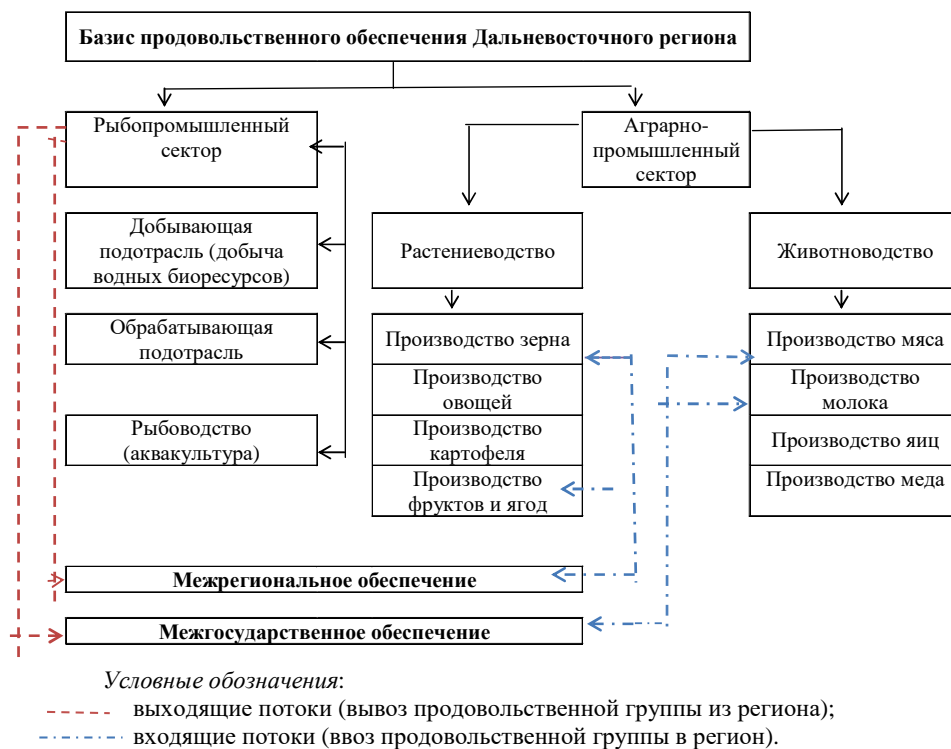 Базис продовольственного обеспечения Дальневосточного региона
Рыбопромышленный
сектор
Аграрно-
промышленный
сектор
Добывающая
подотрасль (добыча
водных биоресурсов)
Растениеводство
Животноводство
Обрабатывающая
подотрасль
Производство зерна
Производство мяса
Производство
овощей
Производство
молока
Рыбоводство
(аквакультура)
Производство
картофеля
Производство яиц
Производство
фруктов и ягод
Производство меда
Межрегиональное обеспечение
Межгосударственное обеспечение
Условные обозначения:
выходящие потоки (вывоз продовольственной группы из региона);
входящие потоки (ввоз продовольственной группы в регион).